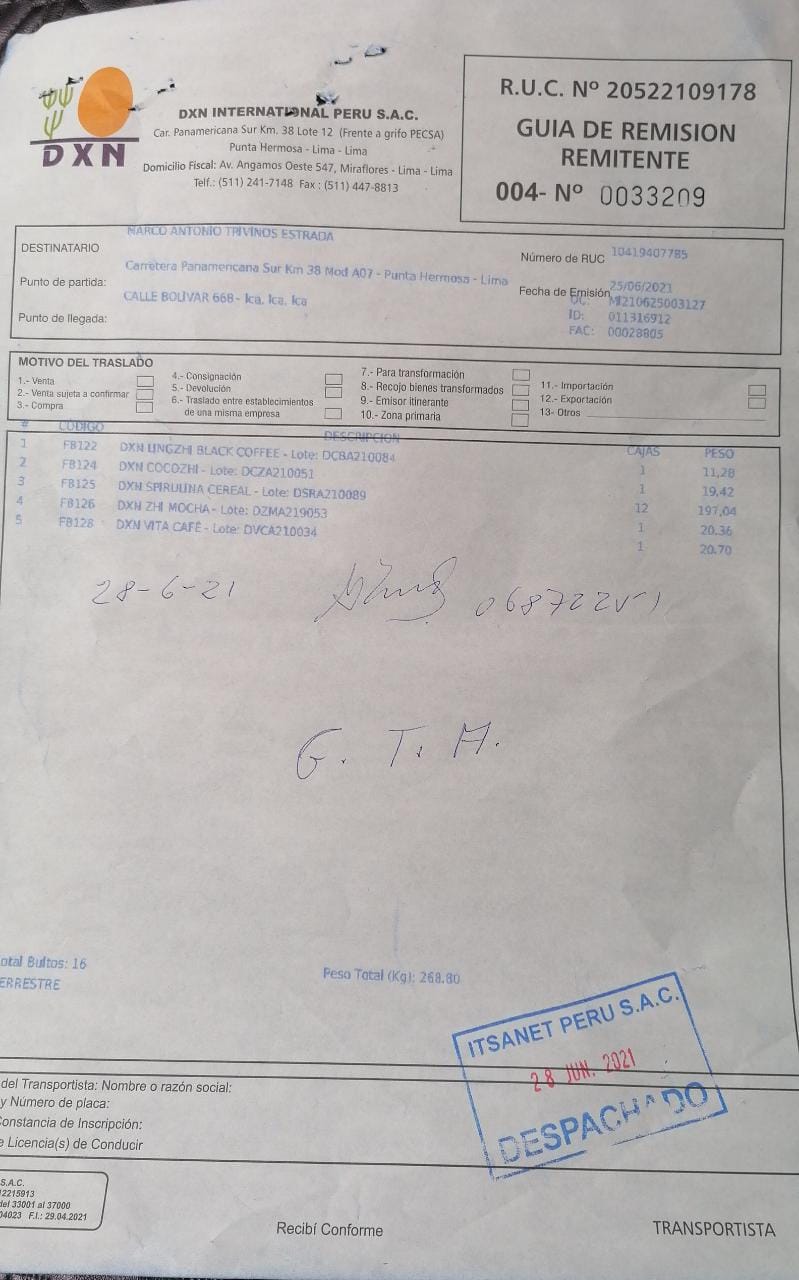 DXN
DXN INTERNATIONAL PERU S.A.C.
Car. Panamericana Sur Km. 38 Lote 12 (Frente a grifo PECSA)
Punta Hermosa - Lima - Lima
Domicilio Fiscal: Av. Angamos Oeste 547, Miraflores - Lima - Lima
Telf.: (511) 241-7148 Fax : (511) 447-8813
R.U.C. Nº 20522109178
GUIA DE REMISION
REMITENTE
004- Nº 0033209
DESTINATARIO MARCO ANTONIO TRIVINOS ESTRADA
Número de RUC 10419407785
Punto de partida: Carretera Panamericana Sur Km 38 Mod A07 - Punta Hermosa - Lima
Fecha de Emisión 25/06/2021
OC: MI210625003127
Punto de llegada: CALLE BOLIVAR 668 - Ica. Ica. Ica
ID: 011316912
FAC: 00028805
MOTIVO DEL TRASLADO
1.- Venta
2.- Venta sujeta a confirmar
3.- Compra
4.- Consignación
5.- Devolución
6.- Traslado entre establecimientos
de una misma empresa
7.- Para transformación
8.- Recojo bienes transformados
9.- Emisor itinerante
10.- Zona primaria
11.- Importación
12.- Exportación
13- Otros
# CODIGO DESCRIPCION CAJAS PESO
1 FB122 DXN LINGZHI BLACK COFFEE - Lote: DCBA210084 1 11,28
2 FB124 DXN COCOZHI - Lote: DCZA210051 1 19,42
3 FB125 DXN SPIRULINA CEREAL - Lote: DSRA210089 12 197,04
4 FB126 DXN ZHI MOCHA - Lote: DZMA219053 1 20.36
5 FB128 DXN VITA CAFÉ - Lote: DVCA210034 1 20.70
28-6-21
G. T. M.
otal Bultos: 16
Peso Total (Kg): 268.80
ERRESTRE
ITSANET PERU S.A.C.
28 JUN. 2021
DESPACHADO
del Transportista: Nombre o razón social:
y Número de placa:
Constancia de Inscripción:
e Licencia(s) de Conducir
S.A.C.
12215913
del 33001 al 37000
04023 F.I.: 29.04.2021
Recibí Conforme
TRANSPORTISTA